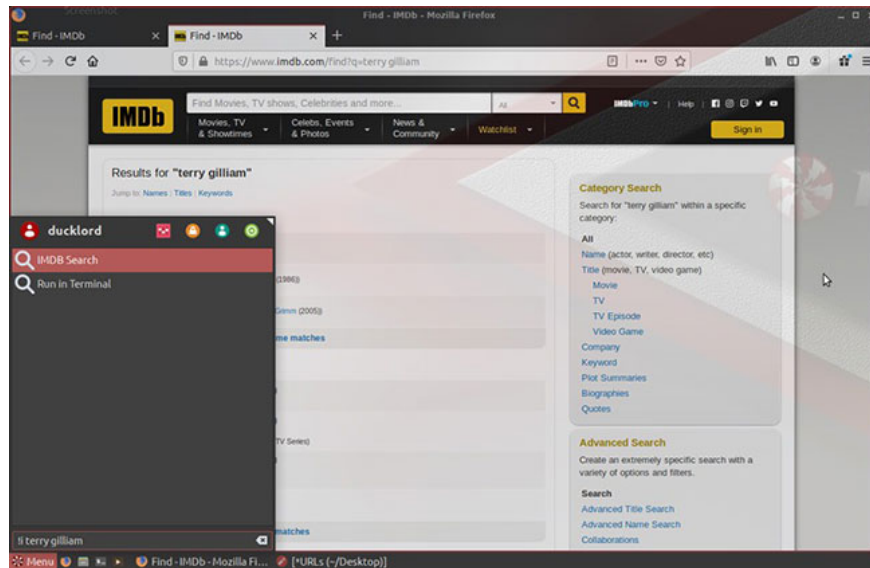 Screenshot
Find - IMDb - Mozilla Firefox
Find - IMDb
Find - IMDb
https://www.imdb.com/find?q=terry gilliam
IMDb
Find Movies, TV shows, Celebrities and more...
All
IMDbPro
Help
Movies, TV
& Showtimes
Celebs, Events
& Photos
News &
Community
Watchlist
Sign in
Results for "terry gilliam"
Jump to: Names | Titles | Keywords
Category Search
Search for "terry gilliam" within a specific
category:
All
Name (actor, writer, director, etc)
Title (movie, TV, video game)
Movie
TV
TV Episode
Video Game
Company
Keyword
Plot Summaries
Biographies
Quotes
Advanced Search
Create an extremely specific search with a
variety of options and filters.
Search
Advanced Title Search
Advanced Name Search
Collaborations
ducklord
IMDB Search
Run in Terminal
(1986))
Grimm (2005))
me matches
TV Series)
matches
!i terry gilliam
Menu
Find - IMDb - Mozilla Fi...
[*URLs (~/Desktop)]